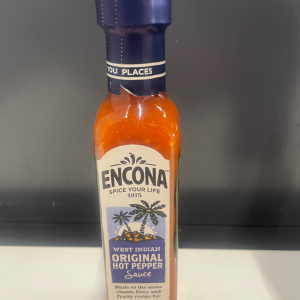 YOU PLACES
ENCONA
SPICE YOUR LIFE
1975
WEST INDIAN
ORIGINAL
HOT PEPPER
Sauce
Made to the same
classic fiery and
fruity recipe for